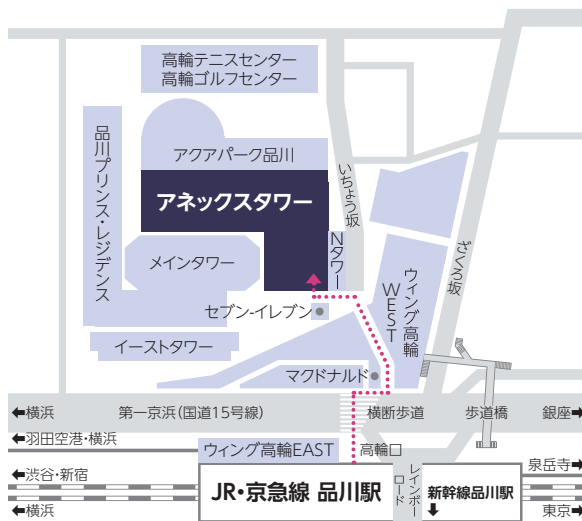 高輪テニスセンター
高輪ゴルフセンター
アクアパーク品川
いちょう坂
品川プリンス・レジデンス
アネックスタワー
Nタワー
メインタワー
ウィング高輪
WEST
ざくろ坂
セブン-イレブン
イーストタワー
マクドナルド
←横浜
第一京浜(国道15号線)
横断歩道
歩道橋
銀座→
←羽田空港・横浜
ウィング高輪EAST
高輪口
←渋谷・新宿
←横浜
JR・京急線 品川駅
レインボー
ロード
新幹線品川駅
↓
泉岳寺→
東京→